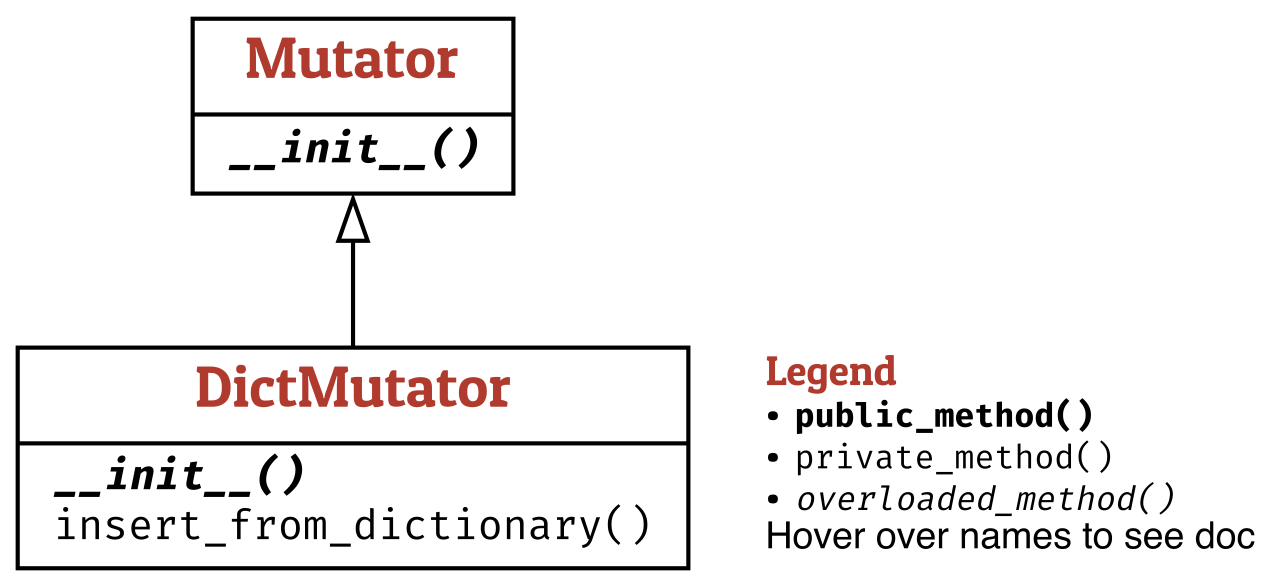 Mutator
__init__()
DictMutator
__init__()
insert_from_dictionary()
Legend
• public_method()
• private_method()
• overloaded_method()
Hover over names to see doc